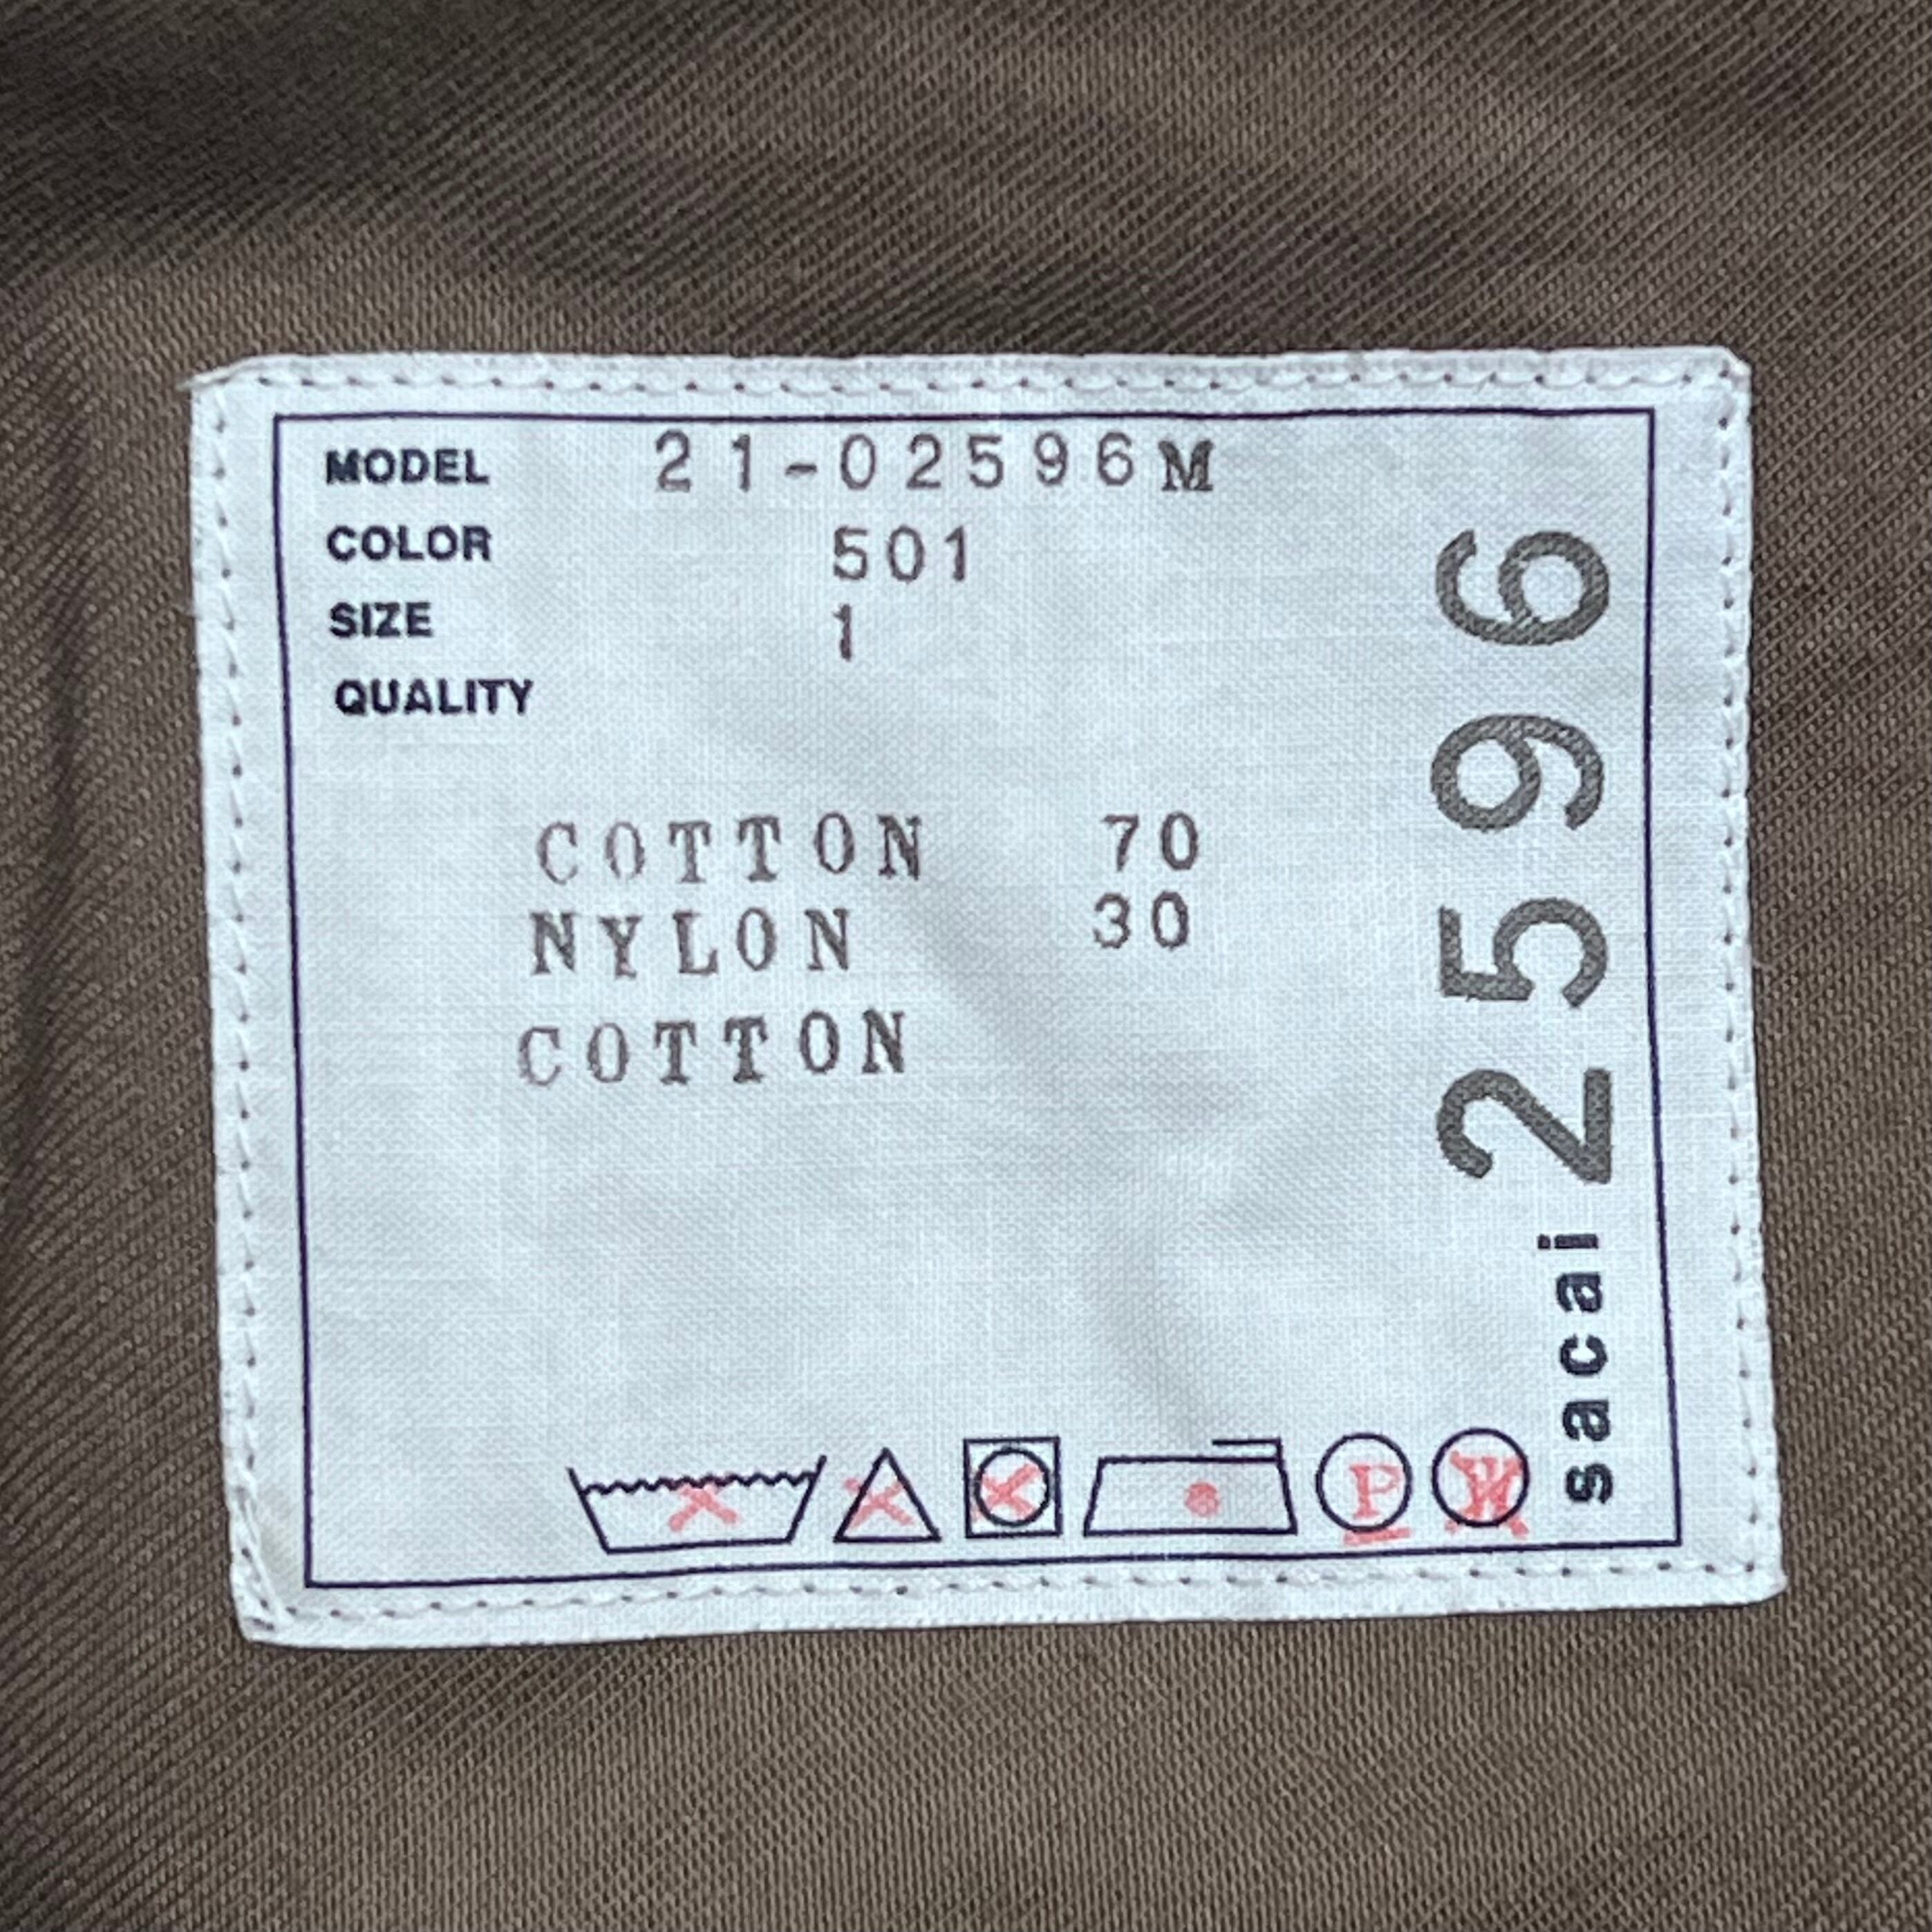 MODEL 21-02596M
COLOR 501
SIZE 1
QUALITY
COTTON 70
NYLON 30
COTTON
P
W
sacai 2596